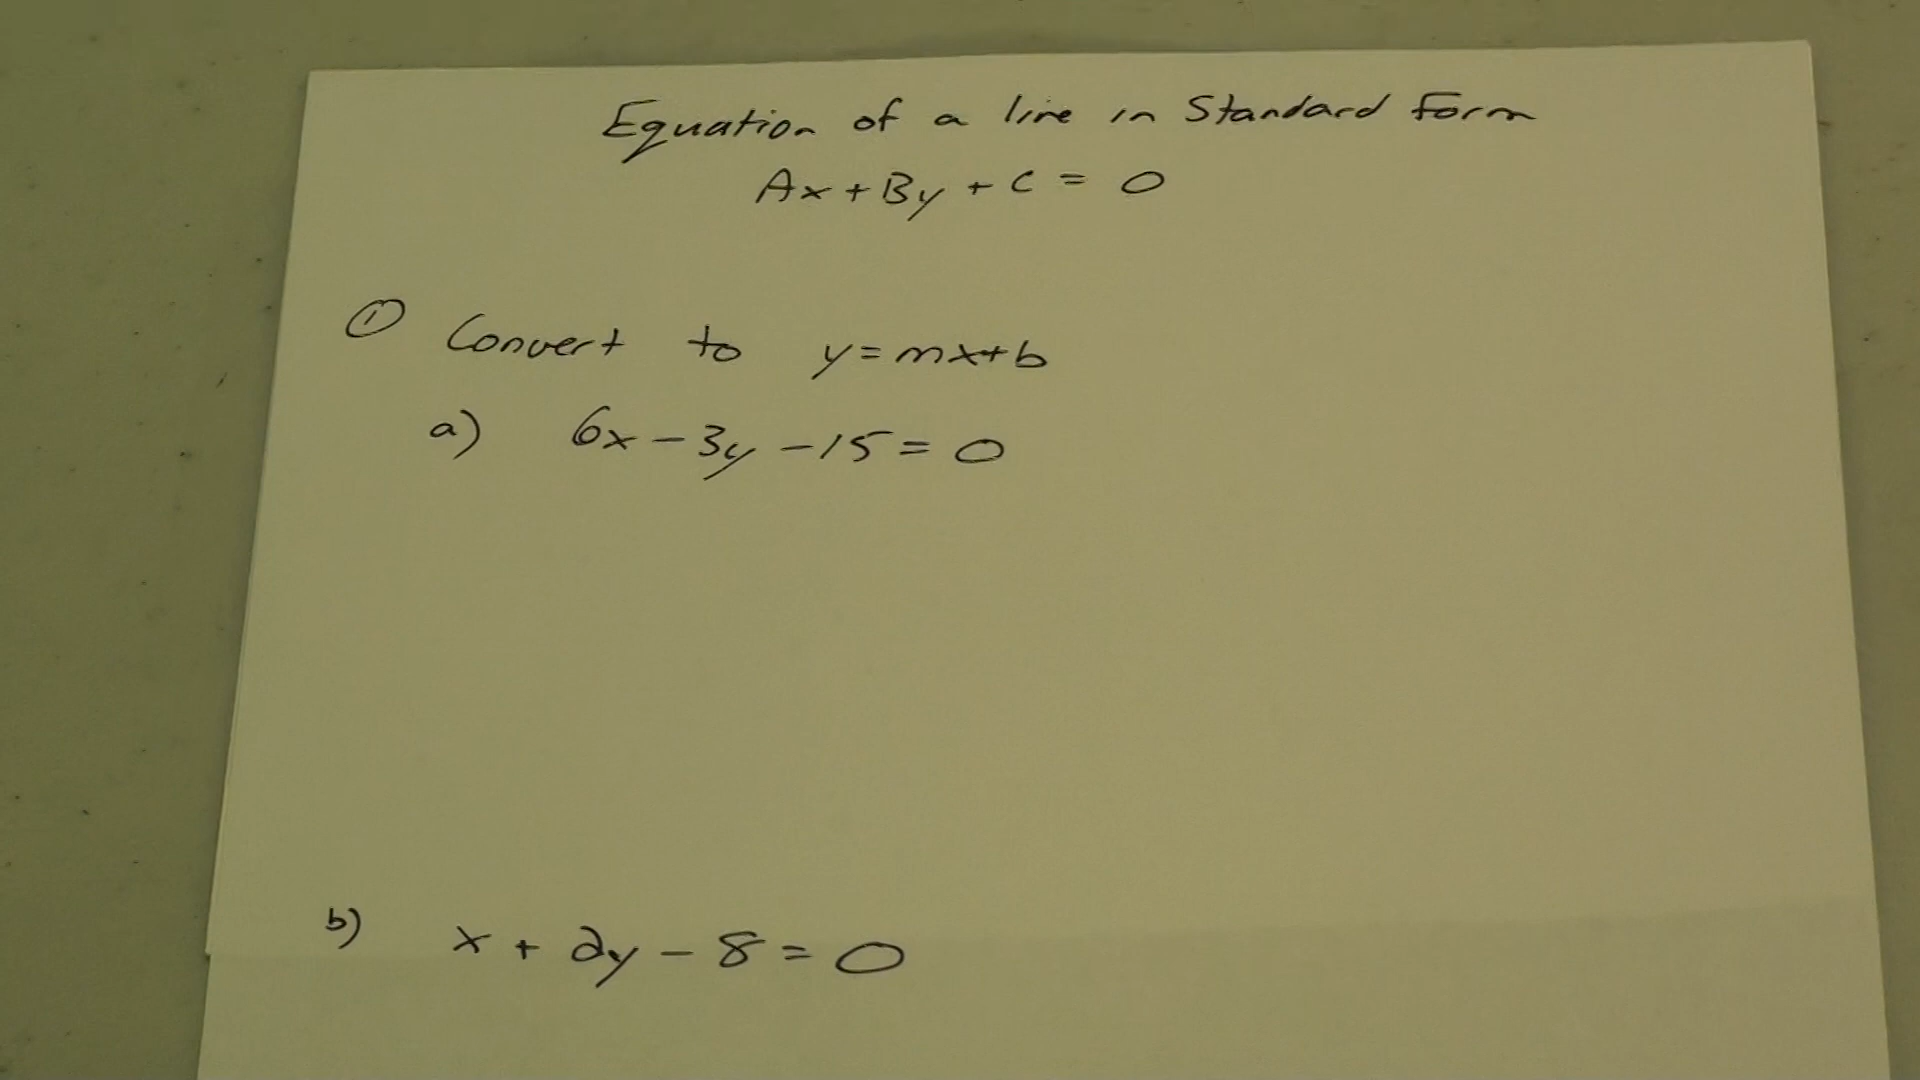 Equation of a line in Standard Form
Ax + By + C = 0
① Convert to y=mx+b
a) 6x - 3y - 15 = 0
b) x + 2y - 8 = 0